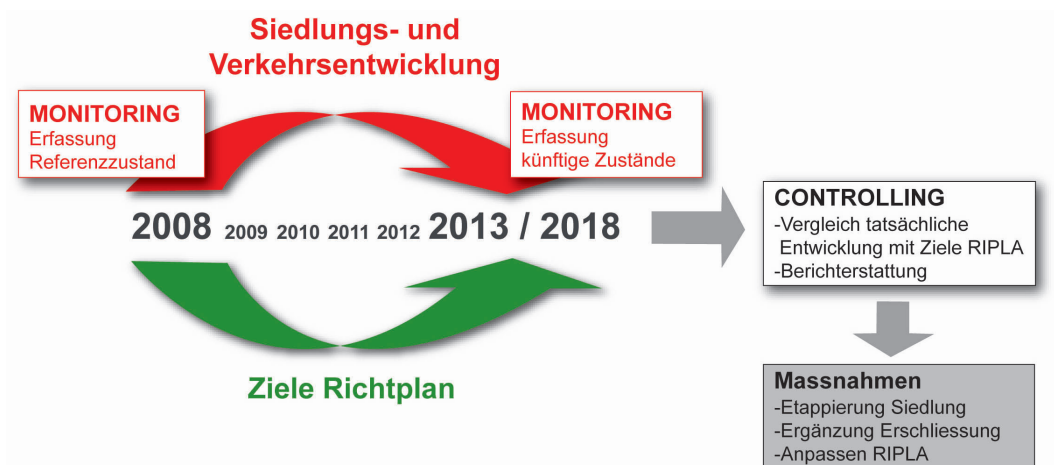 Siedlungs- und
Verkehrsentwicklung
MONITORING
Erfassung
Referenzzustand
MONITORING
Erfassung
künftige Zustände
2008 2009 2010 2011 2012 2013 / 2018
Ziele Richtplan
CONTROLLING
-Vergleich tatsächliche
Entwicklung mit Ziele RIPLA
-Berichterstattung
Massnahmen
-Etappierung Siedlung
-Ergänzung Erschliessung
-Anpassen RIPLA